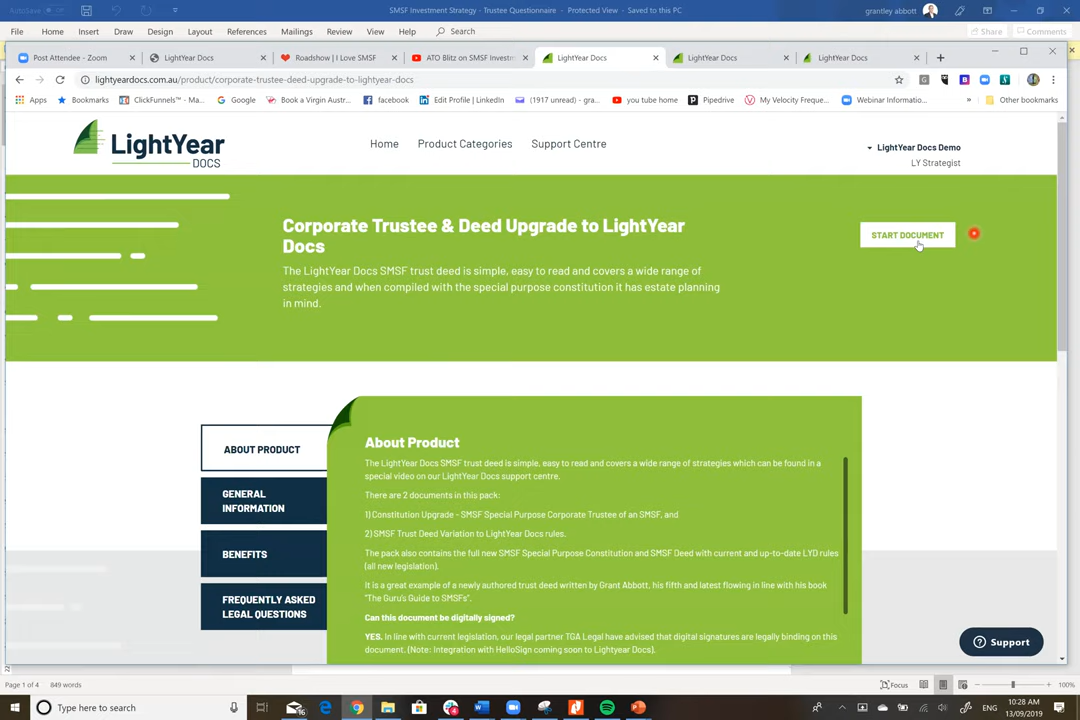 AutoSave
SMSF Investment Strategy - Trustee Questionnaire - Protected View - Saved to this PC
grantley abbott
File Home Insert Draw Design Layout References Mailings Review View Help Search Share Comments
Post Attendee - Zoom LightYear Docs Roadshow | I Love SMSF ATO Blitz on SMSF Investm LightYear Docs LightYear Docs LightYear Docs
lightyeardocs.com.au/product/corporate-trustee-deed-upgrade-to-lightyear-docs
Apps Bookmarks ClickFunnels™ - Ma... Google Book a Virgin Austr... facebook Edit Profile | LinkedIn (1917 unread) - gra... you tube home Pipedrive My Velocity Freque... Webinar Informatio... » Other bookmarks
LightYear
DOCS
Home Product Categories Support Centre
LightYear Docs Demo
LY Strategist
Corporate Trustee & Deed Upgrade to LightYear
Docs
START DOCUMENT
The LightYear Docs SMSF trust deed is simple, easy to read and covers a wide range of
strategies and when compiled with the special purpose constitution it has estate planning
in mind.
ABOUT PRODUCT
GENERAL
INFORMATION
BENEFITS
FREQUENTLY ASKED
LEGAL QUESTIONS
About Product
The LightYear Docs SMSF trust deed is simple, easy to read and covers a wide range of strategies which can be found in a
special video on our LightYear Docs support centre.
There are 2 documents in this pack:
1) Constitution Upgrade - SMSF Special Purpose Corporate Trustee of an SMSF, and
2) SMSF Trust Deed Variation to LightYear Docs rules.
The pack also contains the full new SMSF Special Purpose Constitution and SMSF Deed with current and up-to-date LYD rules
(all new legislation).
It is a great example of a newly authored trust deed written by Grant Abbott, his fifth and latest flowing in line with his book
"The Guru's Guide to SMSFs".
Can this document be digitally signed?
YES. In line with current legislation, our legal partner TGA Legal have advised that digital signatures are legally binding on this
document. (Note: Integration with HelloSign coming soon to Lightyear Docs).
Support
Page 1 of 4 849 words Focus 100%
Type here to search
10:28 AM
13/09/2019